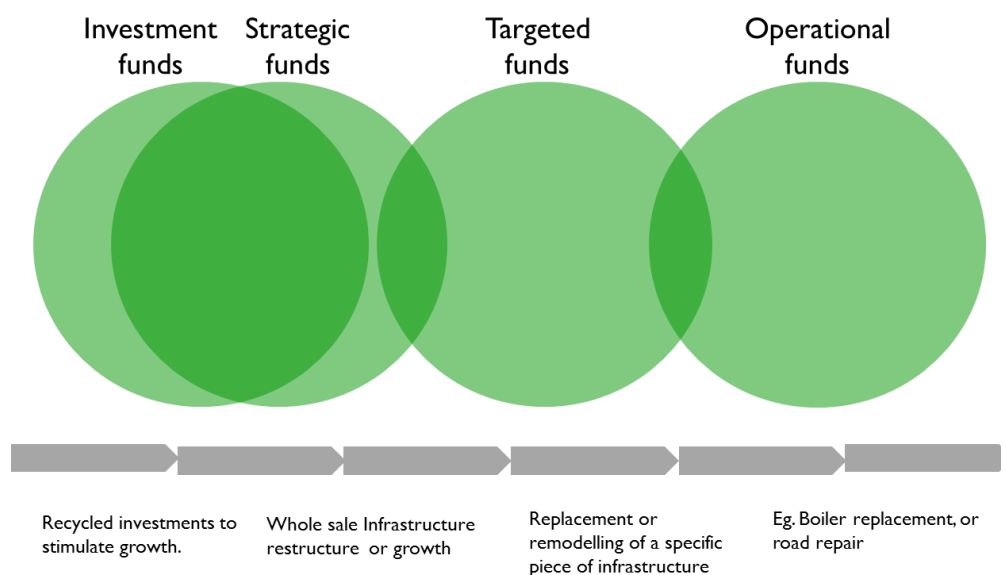 Investment
funds
Strategic
funds
Targeted
funds
Operational
funds
Recycled investments to
stimulate growth.
Whole sale Infrastructure
restructure or growth
Replacement or
remodelling of a specific
piece of infrastructure
Eg. Boiler replacement, or
road repair